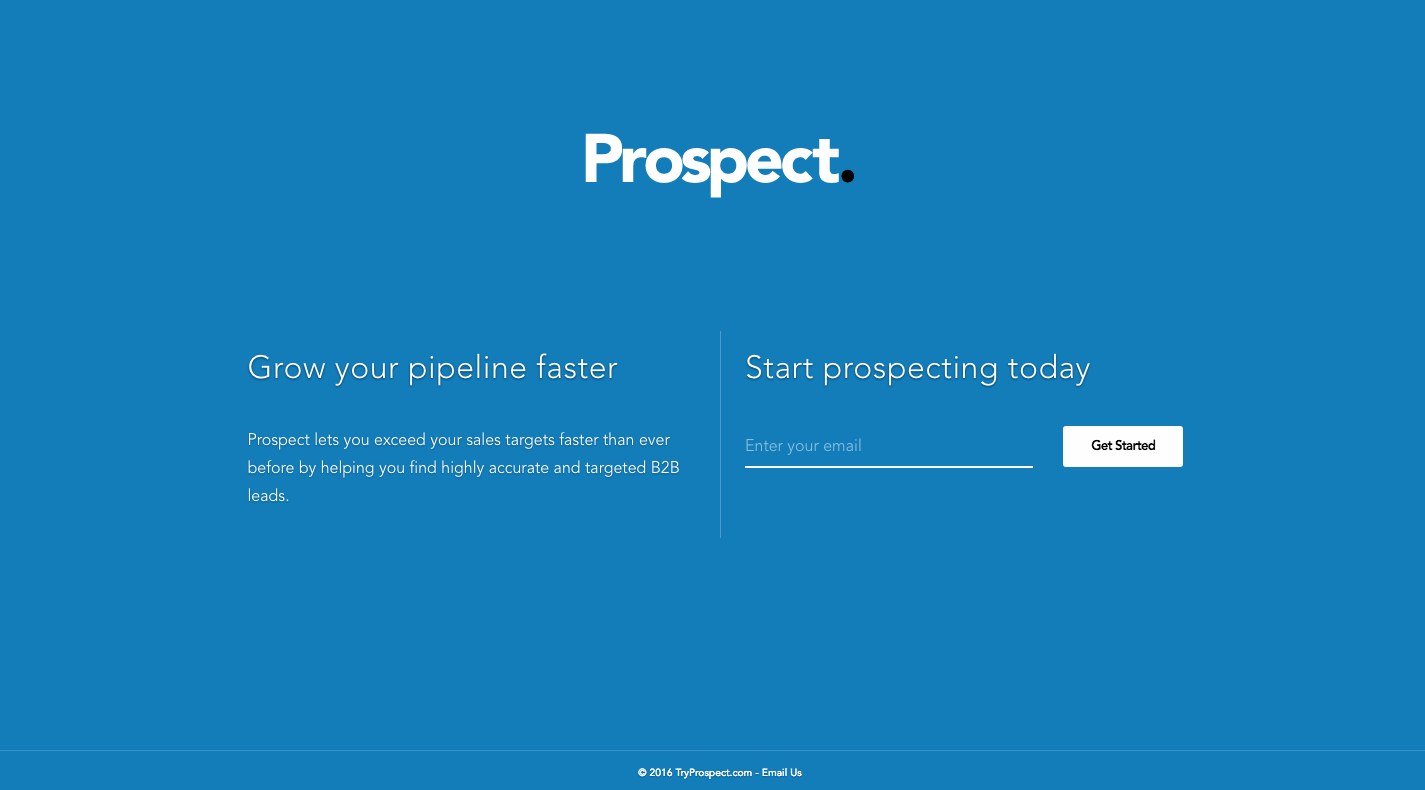 Prospect.
Grow your pipeline faster
Prospect lets you exceed your sales targets faster than ever
before by helping you find highly accurate and targeted B2B
leads.
Start prospecting today
Enter your email
Get Started
© 2016 TryProspect.com - Email Us